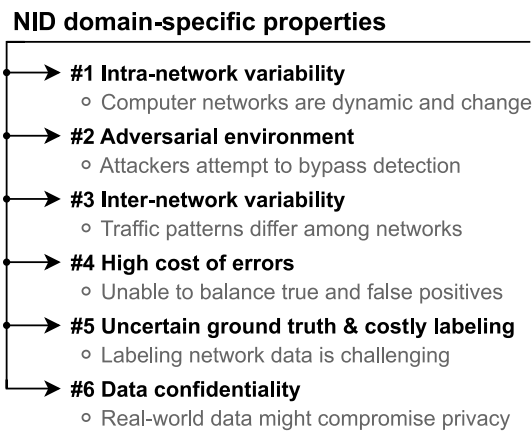 NID domain-specific properties
#1 Intra-network variability
Computer networks are dynamic and change
#2 Adversarial environment
Attackers attempt to bypass detection
#3 Inter-network variability
Traffic patterns differ among networks
#4 High cost of errors
Unable to balance true and false positives
#5 Uncertain ground truth & costly labeling
Labeling network data is challenging
#6 Data confidentiality
Real-world data might compromise privacy